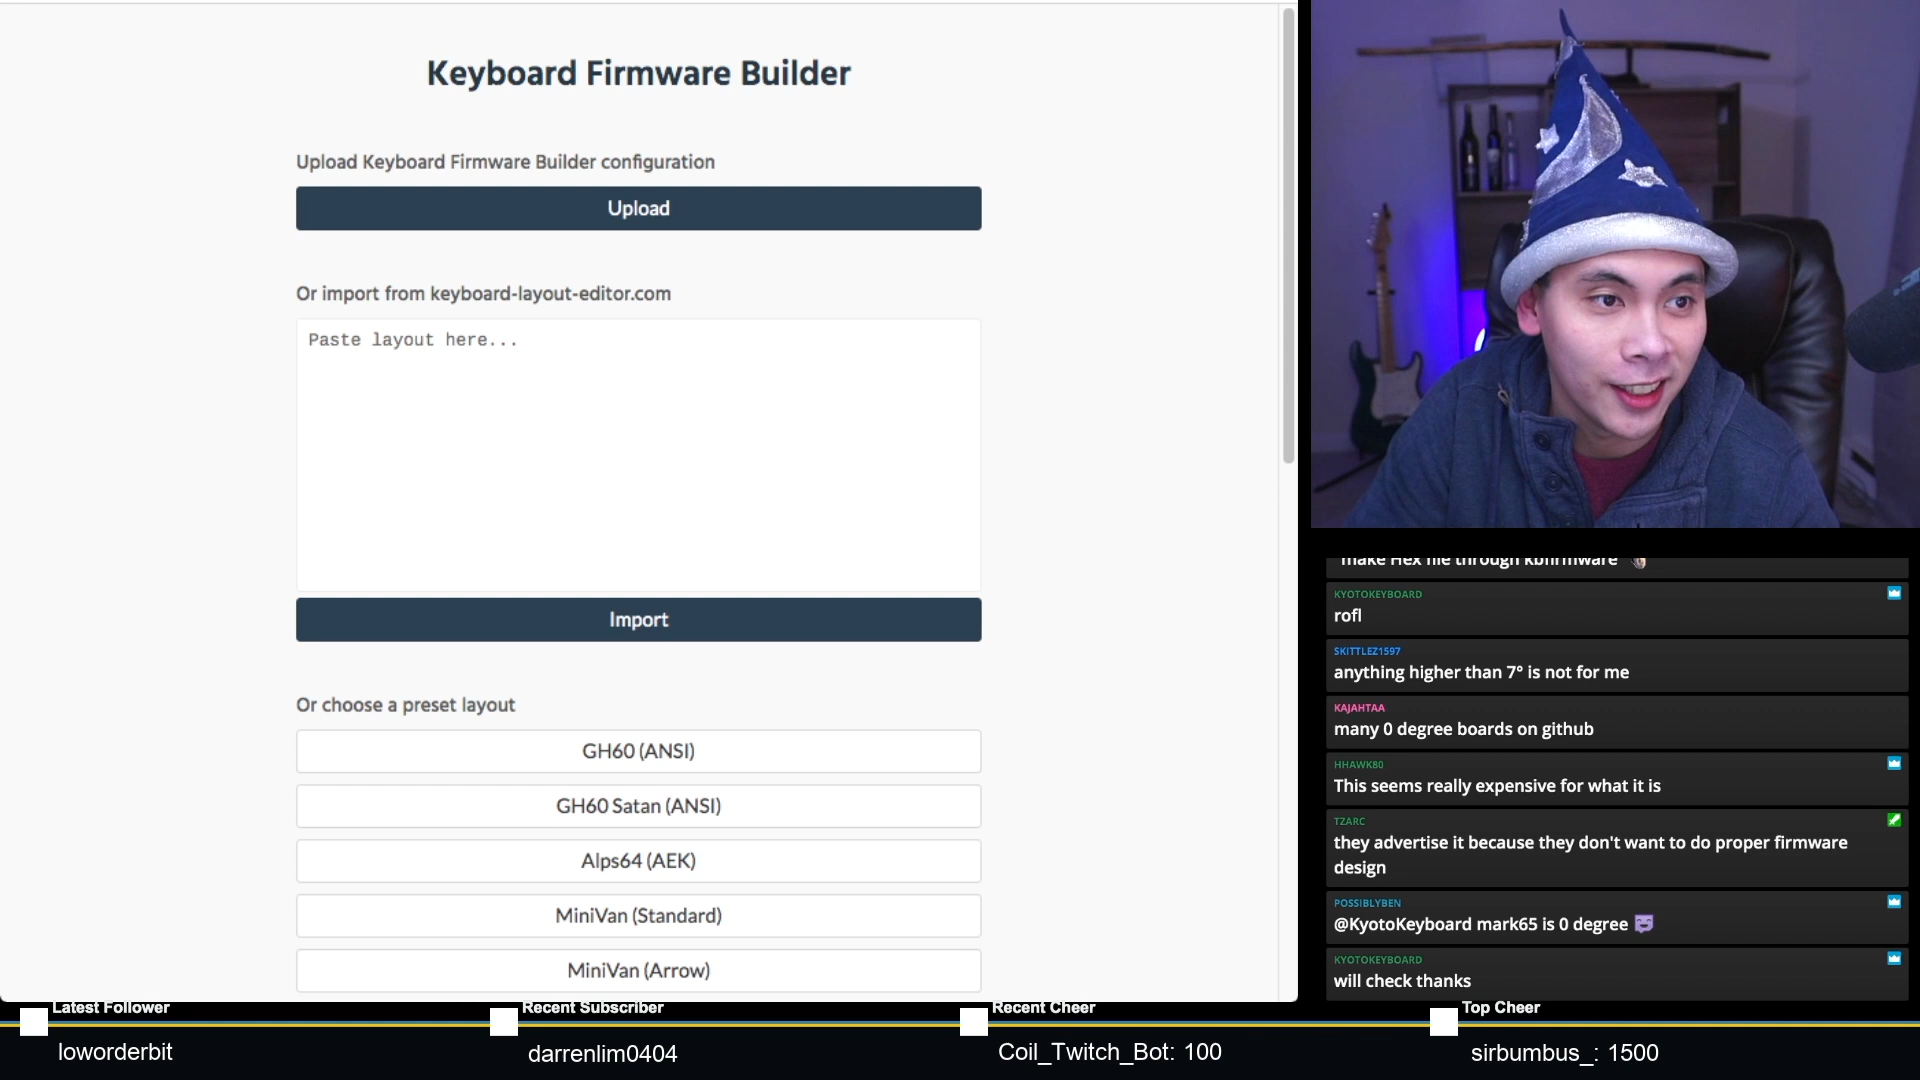 Keyboard Firmware Builder
Upload Keyboard Firmware Builder configuration
Upload
Or import from keyboard-layout-editor.com
Paste layout here...
Import
Or choose a preset layout
GH60 (ANSI)
GH60 Satan (ANSI)
Alps64 (AEK)
MiniVan (Standard)
MiniVan (Arrow)
make Hex file through kbfirmware
KYOTOKEYBOARD
rofl
SKITTLEZ1597
anything higher than 7° is not for me
KAJAHTAA
many 0 degree boards on github
HHAWK80
This seems really expensive for what it is
TZARC
they advertise it because they don't want to do proper firmware
design
POSSIBLYBEN
@KyotoKeyboard mark65 is 0 degree
KYOTOKEYBOARD
will check thanks
Latest Follower
loworderbit
Recent Subscriber
darrenlim0404
Recent Cheer
Coil_Twitch_Bot: 100
Top Cheer
sirbumbus_: 1500